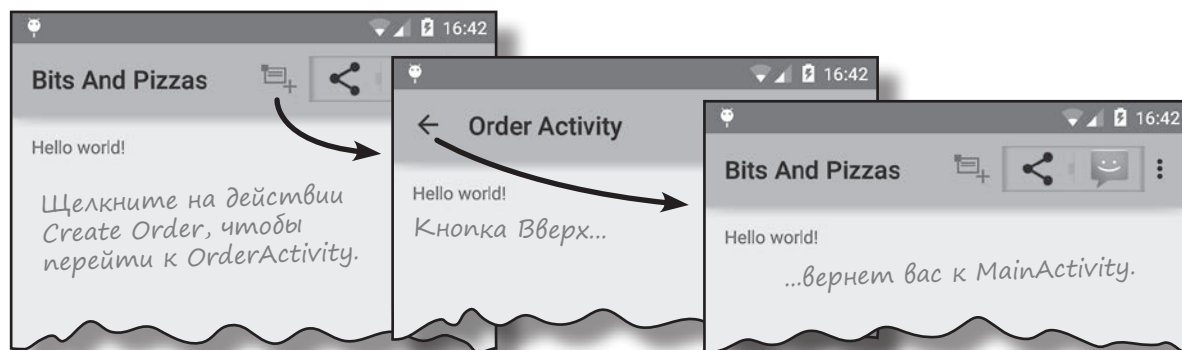 16:42
Bits And Pizzas
Hello world!
Щелкните на действии
Create Order, чтобы
перейти к OrderActivity.
16:42
Order Activity
Hello world!
Кнопка Вверх...
16:42
Bits And Pizzas
Hello world!
...вернет вас к MainActivity.